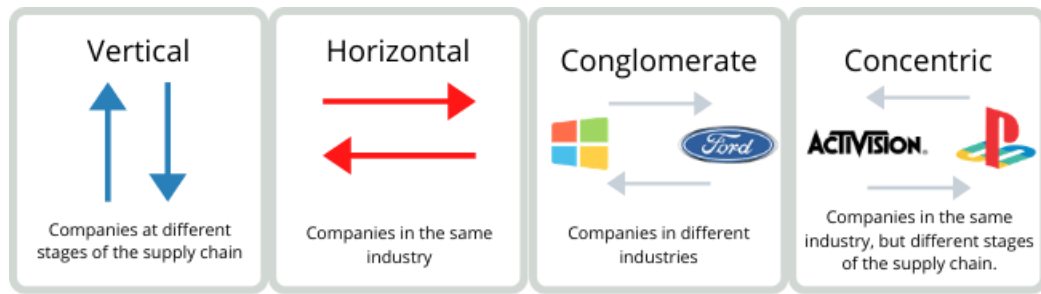 Vertical
Companies at different
stages of the supply chain
Horizontal
Companies in the same
industry
Conglomerate
Ford
Companies in different
industries
Concentric
ACTIVISION.
Companies in the same
industry, but different stages
of the supply chain.